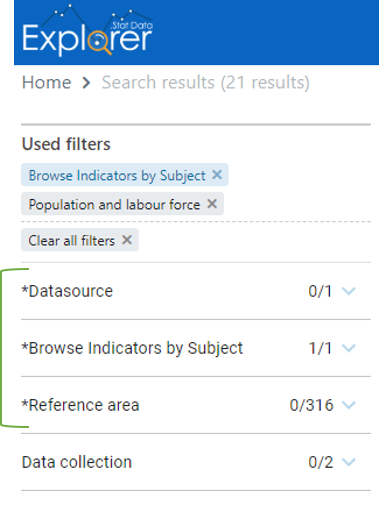 .Stat Data
Explorer
Home > Search results (21 results)
Used filters
Browse Indicators by Subject ×
Population and labour force ×
Clear all filters ×
*Datasource 0/1
*Browse Indicators by Subject 1/1
*Reference area 0/316
Data collection 0/2